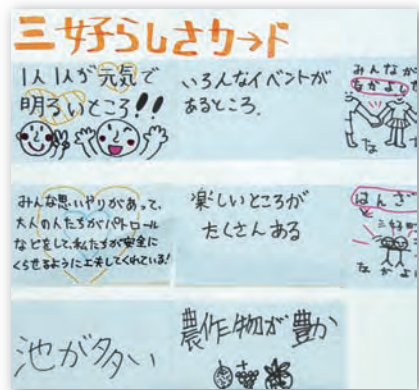 三好らしさカード
1人1人が元気で
明るいところ!!
いろんなイベントが
あるところ.
みんなが
なかよし
な
みんな思いやりがあって、
大人の人たちがパトロール
などをして、私たちが安全に
くらせるように工夫してくれている!
楽しいところが
たくさんある
はんざ
と
三好
なかよ
池が多い
農作物が豊か